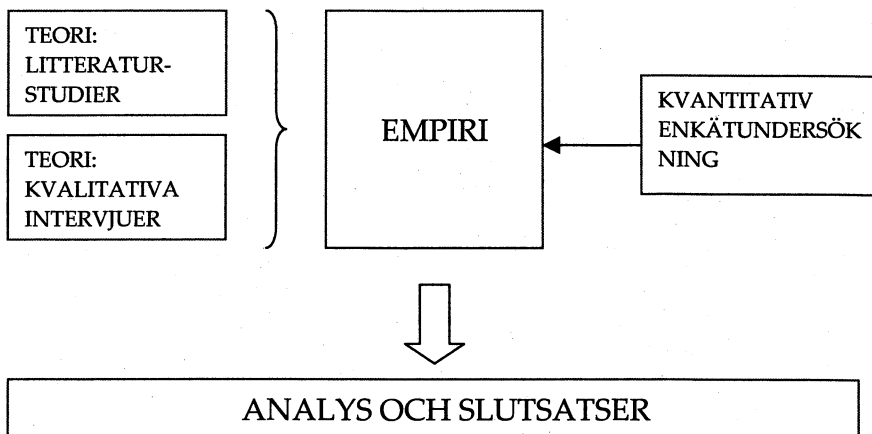 TEORI:
LITTERATUR-
STUDIER
TEORI:
KVALITATIVA
INTERVJUER
EMPIRI
KVANTITATIV
ENKÄTUNDERSÖK
NING
ANALYS OCH SLUTSATSER